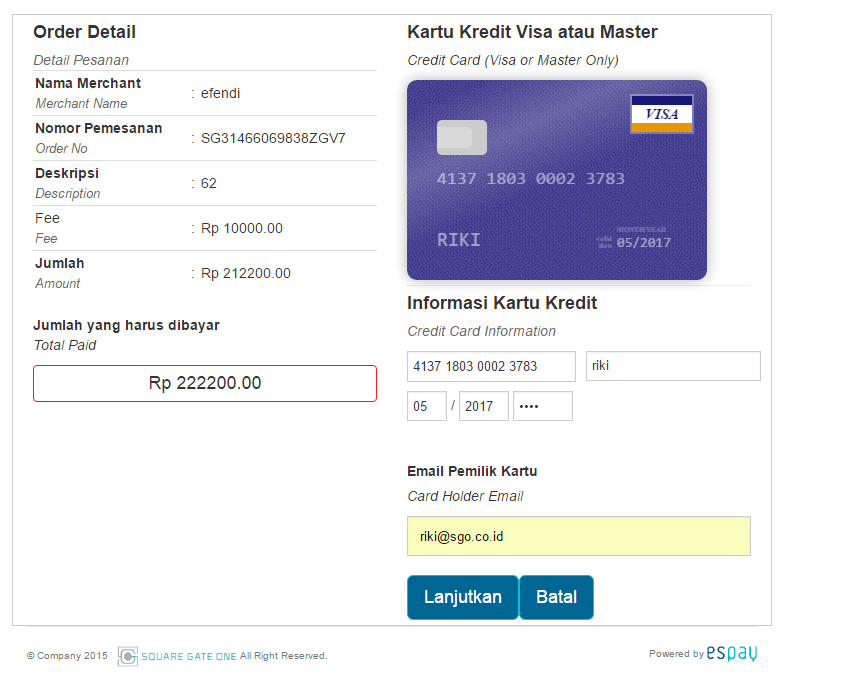 Order Detail
Detail Pesanan
Nama Merchant
Merchant Name
: efendi
Nomor Pemesanan
Order No
: SG31466069838ZGV7
Deskripsi
Description
: 62
Fee
Fee
: Rp 10000.00
Jumlah
Amount
: Rp 212200.00
Jumlah yang harus dibayar
Total Paid
Rp 222200.00
Kartu Kredit Visa atau Master
Credit Card (Visa or Master Only)
VISA
4137 1803 0002 3783
RIKI
MONTH/YEAR
valid
thru
05/2017
Informasi Kartu Kredit
Credit Card Information
4137 1803 0002 3783 riki
05 / 2017 ••••
Email Pemilik Kartu
Card Holder Email
riki@sgo.co.id
Lanjutkan Batal
© Company 2015 SQUARE GATE ONE All Right Reserved.
Powered by espay